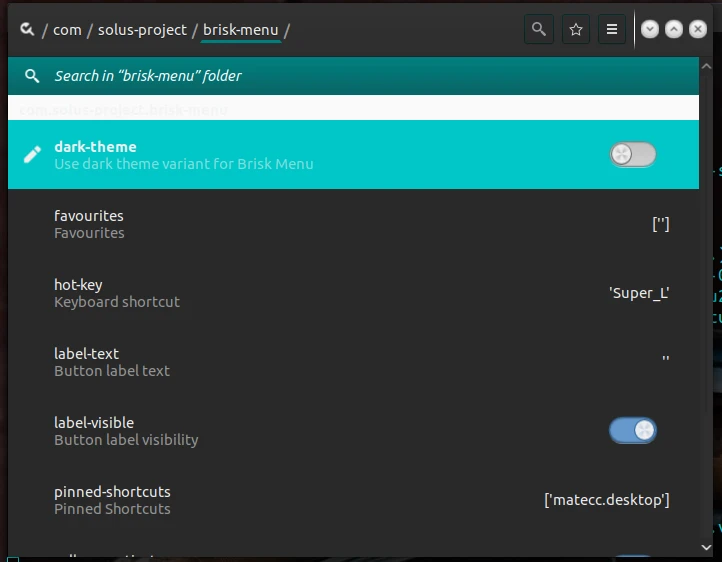 / com / solus-project / brisk-menu /
Search in “brisk-menu” folder
com.solus-project.brisk-menu
dark-theme
Use dark theme variant for Brisk Menu
favourites
Favourites
['']
hot-key
Keyboard shortcut
'Super_L'
label-text
Button label text
''
label-visible
Button label visibility
pinned-shortcuts
Pinned Shortcuts
['matecc.desktop']